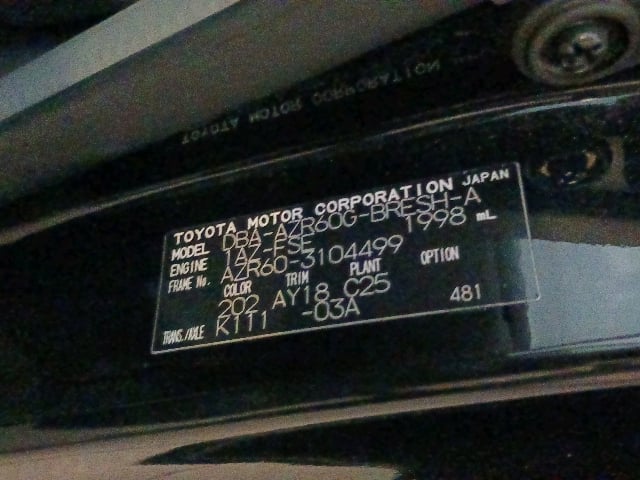 TOYOTA MOTOR CORPORATION JAPAN
MODEL DBA-AZR60G-BRESH-A
ENGINE 1AZ-FSE 1998 mL
FRAME No. AZR60-3104499
COLOR TRIM PLANT OPTION
202 AY18 C25
TRANS./AXLE K111 -03A 481